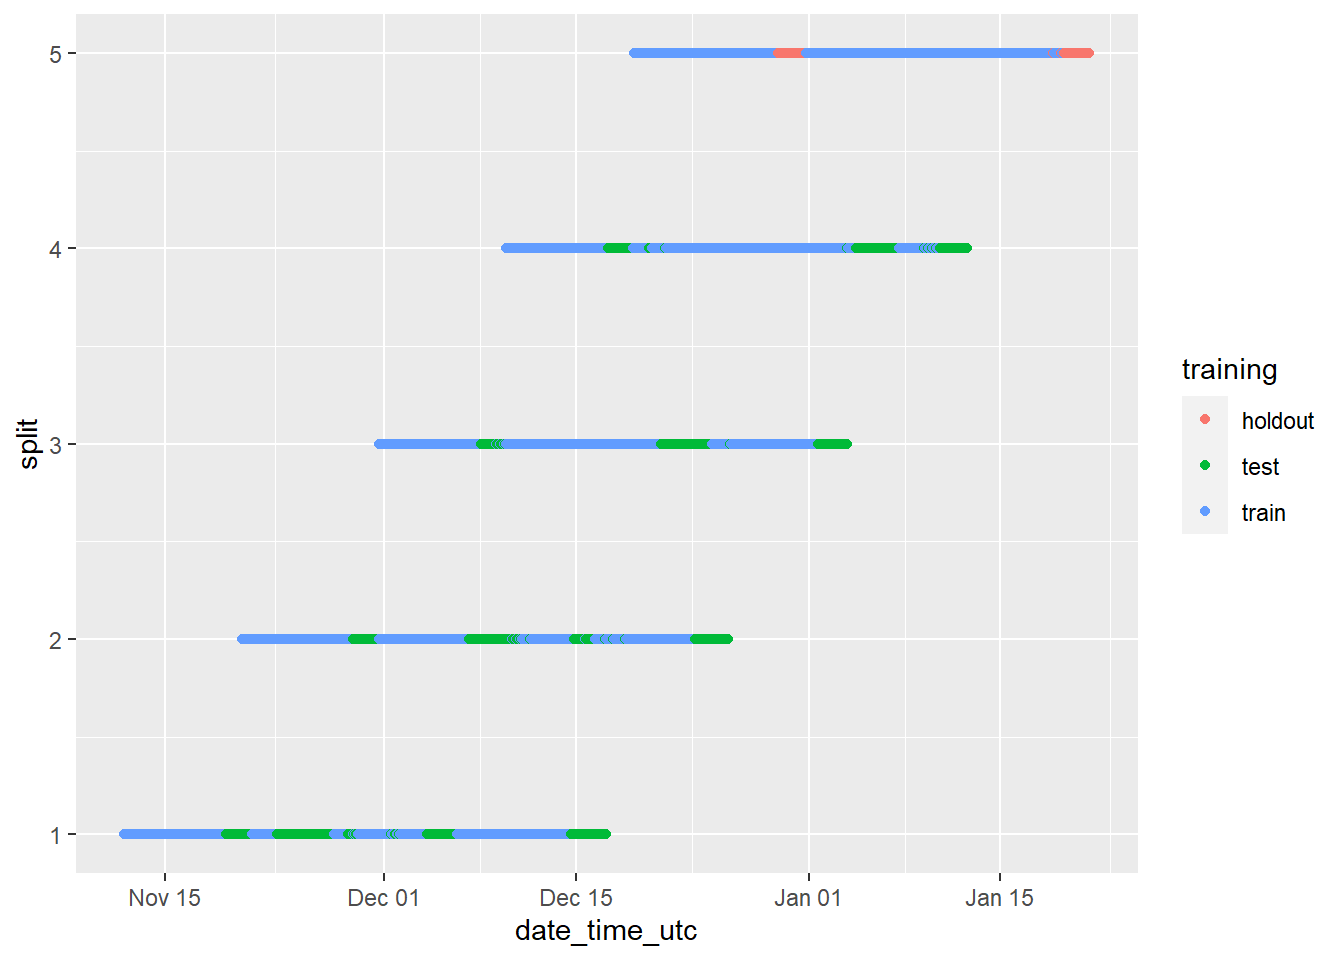 5
4
3
2
1
split
Nov 15
Dec 01
Dec 15
Jan 01
Jan 15
date_time_utc
training
holdout
test
train